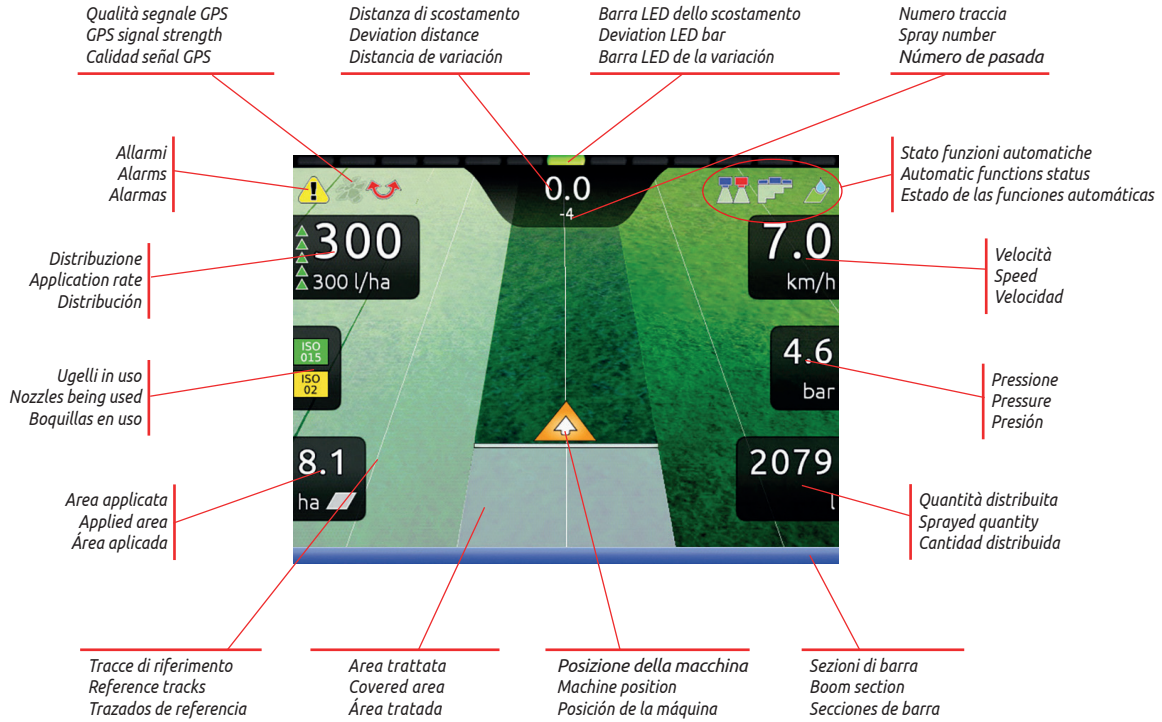 Qualità segnale GPS
GPS signal strength
Calidad señal GPS
Distanza di scostamento
Deviation distance
Distancia de variación
Barra LED dello scostamento
Deviation LED bar
Barra LED de la variación
Numero traccia
Spray number
Número de pasada
Allarmi
Alarms
Alarmas
Stato funzioni automatiche
Automatic functions status
Estado de las funciones automáticas
0.0
-4
Distribuzione
Application rate
Distribución
300
300 l/ha
7.0
km/h
Velocità
Speed
Velocidad
Ugelli in uso
Nozzles being used
Boquillas en uso
ISO
015
ISO
02
4.6
bar
Pressione
Pressure
Presión
Area applicata
Applied area
Área aplicada
8.1
ha
2079
l
Quantità distribuita
Sprayed quantity
Cantidad distribuida
Tracce di riferimento
Reference tracks
Trazados de referencia
Area trattata
Covered area
Área tratada
Posizione della macchina
Machine position
Posición de la máquina
Sezioni di barra
Boom section
Secciones de barra